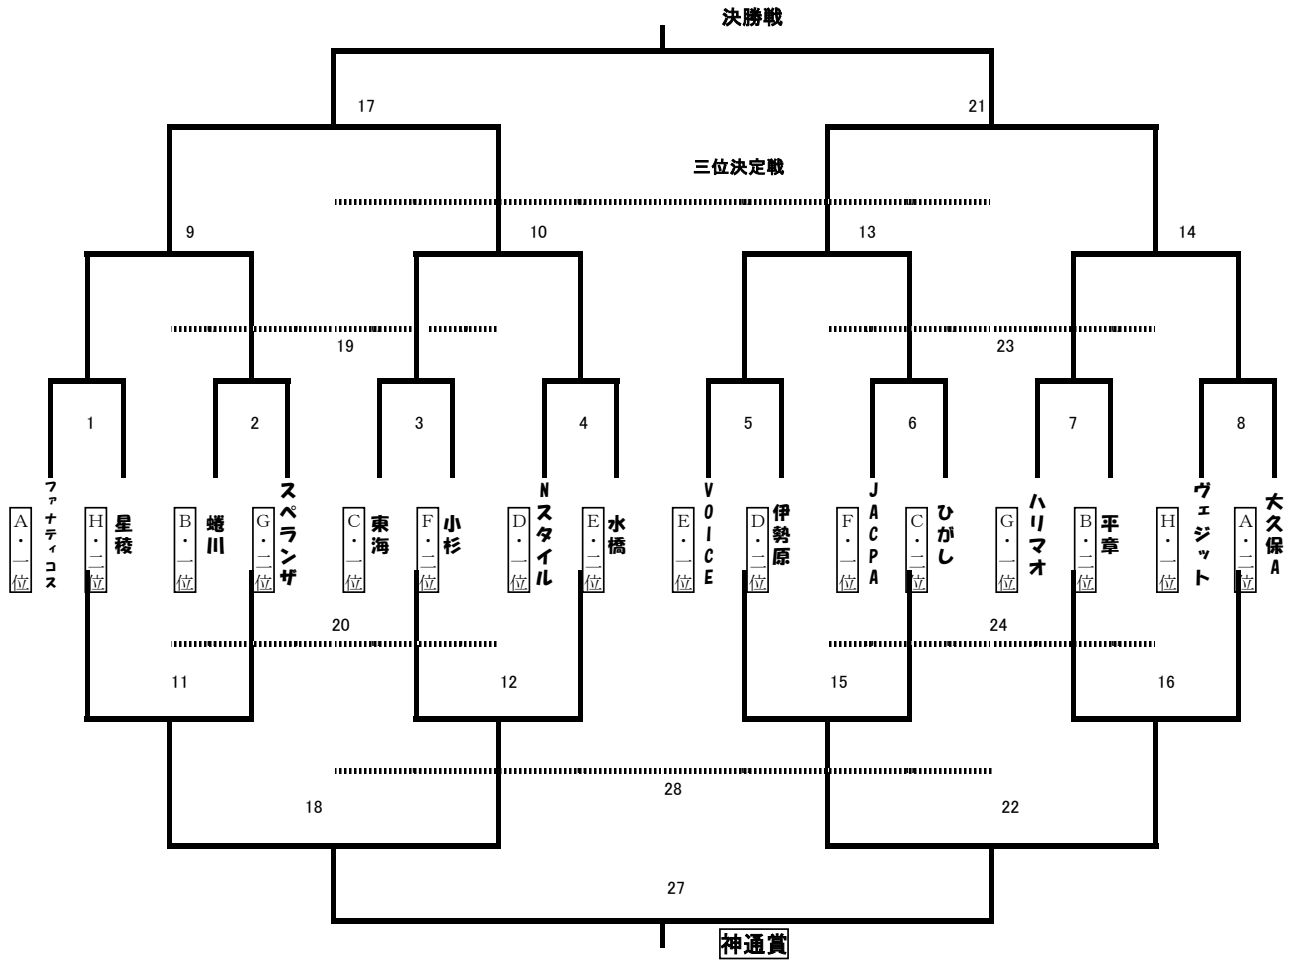 決勝戦
17
21
三位決定戦
9
10
13
14
19
23
1
2
3
4
5
6
7
8
A・一位
ファナティコス
H・二位
星稜
B・一位
蜷川
G・二位
スペランザ
C・一位
東海
F・二位
小杉
D・一位
Nスタイル
E・二位
水橋
E・一位
VOICE
D・二位
伊勢原
F・一位
JACPA
C・二位
ひがし
G・一位
ハリマオ
B・二位
平章
H・一位
ヴェジット
A・二位
大久保A
20
24
11
12
15
16
28
18
22
27
神通賞